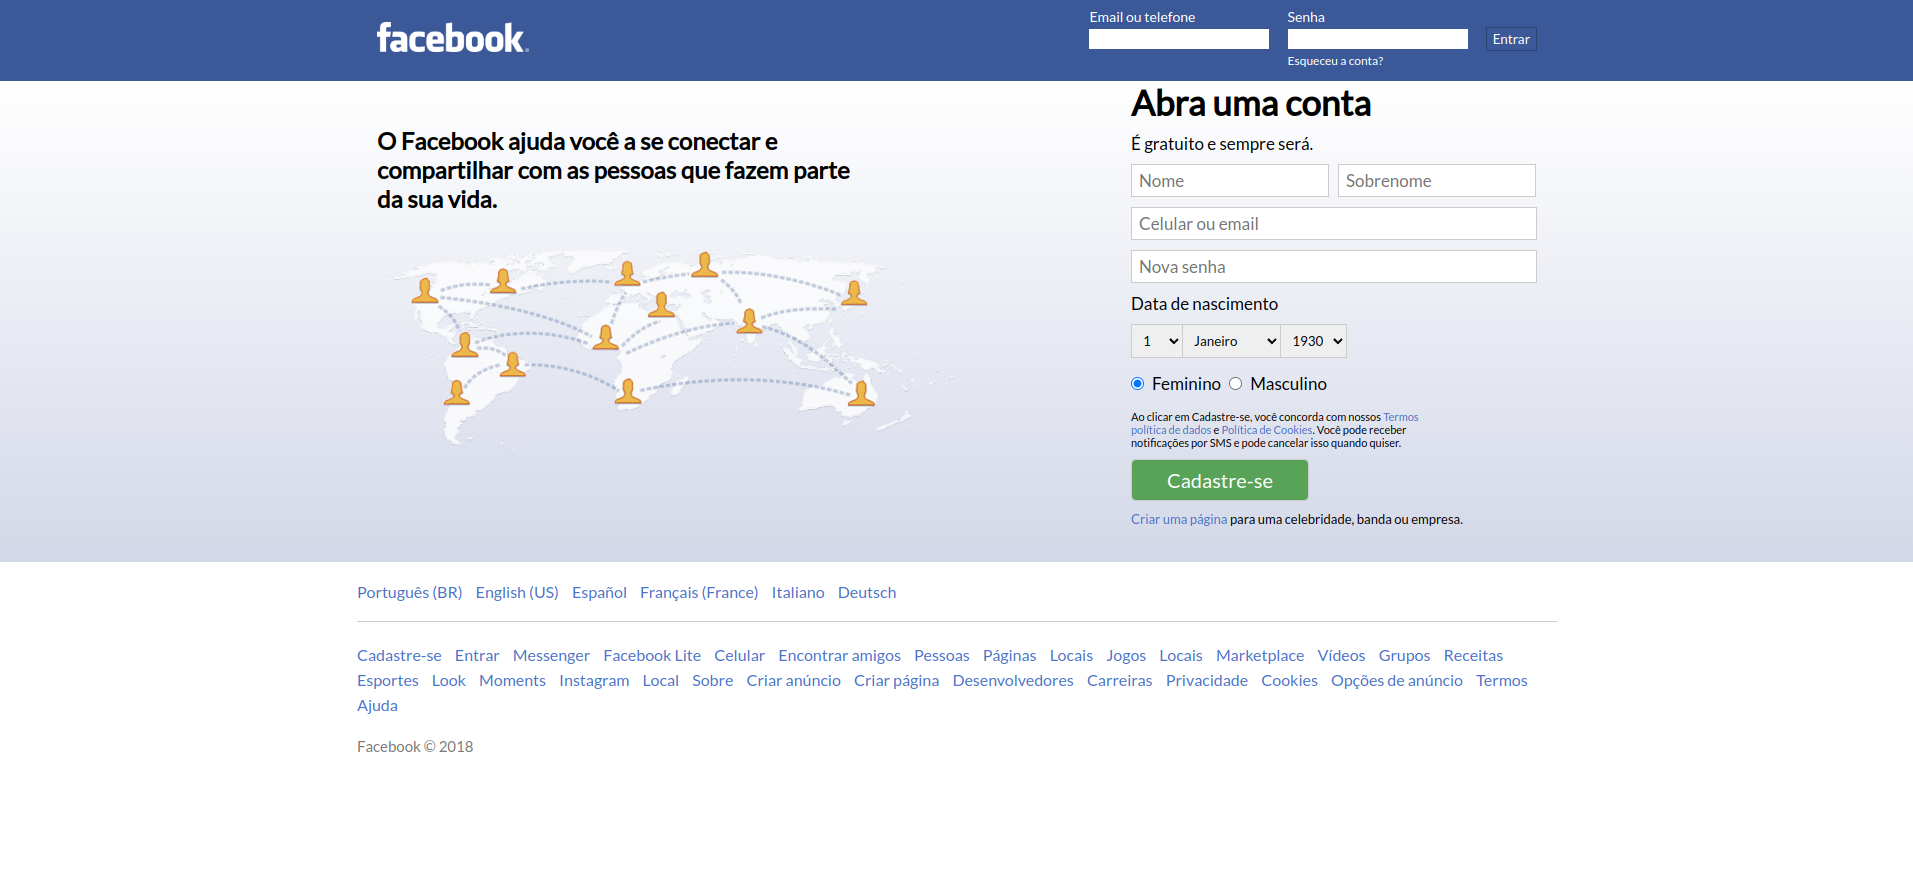 facebook.
Email ou telefone
Senha
Entrar
Esqueceu a conta?
O Facebook ajuda você a se conectar e
compartilhar com as pessoas que fazem parte
da sua vida.
Abra uma conta
É gratuito e sempre será.
Nome
Sobrenome
Celular ou email
Nova senha
Data de nascimento
1 Janeiro 1930
Feminino Masculino
Ao clicar em Cadastre-se, você concorda com nossos Termos
política de dados e Política de Cookies. Você pode receber
notificações por SMS e pode cancelar isso quando quiser.
Cadastre-se
Criar uma página para uma celebridade, banda ou empresa.
Português (BR) English (US) Español Français (France) Italiano Deutsch
Cadastre-se Entrar Messenger Facebook Lite Celular Encontrar amigos Pessoas Páginas Locais Jogos Locais Marketplace Vídeos Grupos Receitas
Esportes Look Moments Instagram Local Sobre Criar anúncio Criar página Desenvolvedores Carreiras Privacidade Cookies Opções de anúncio Termos
Ajuda
Facebook © 2018